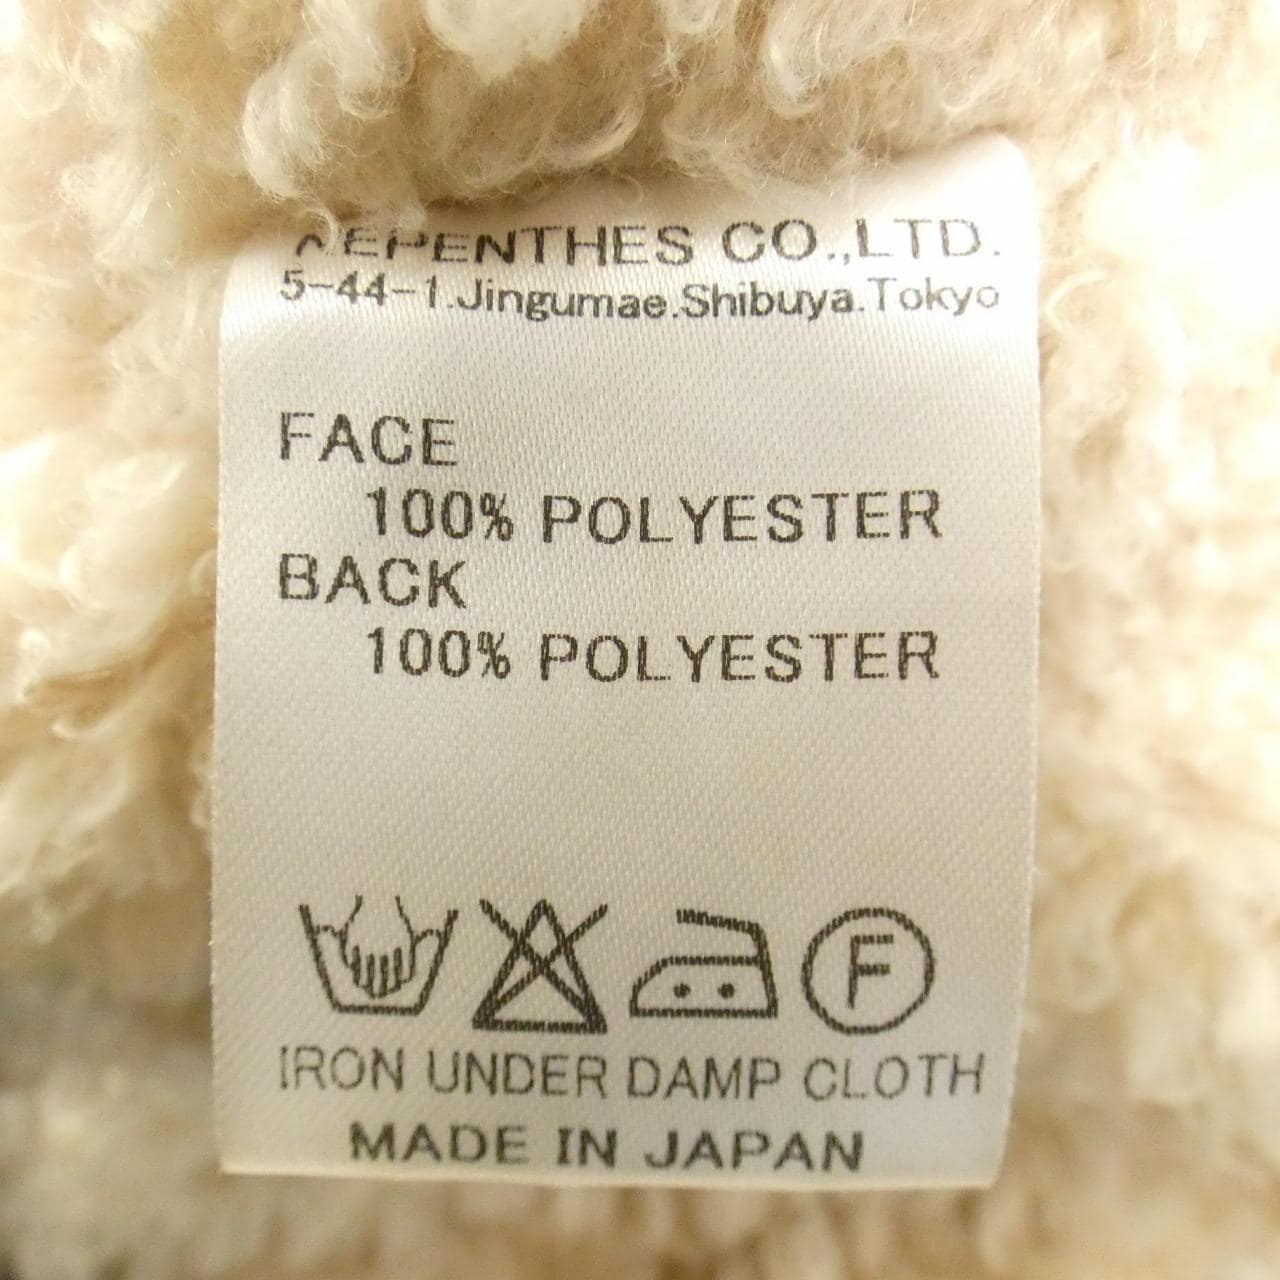 NEPENTHES CO.,LTD.
5-44-1.Jingumae.Shibuya.Tokyo
FACE
100% POLYESTER
BACK
100% POLYESTER
F
IRON UNDER DAMP CLOTH
MADE IN JAPAN